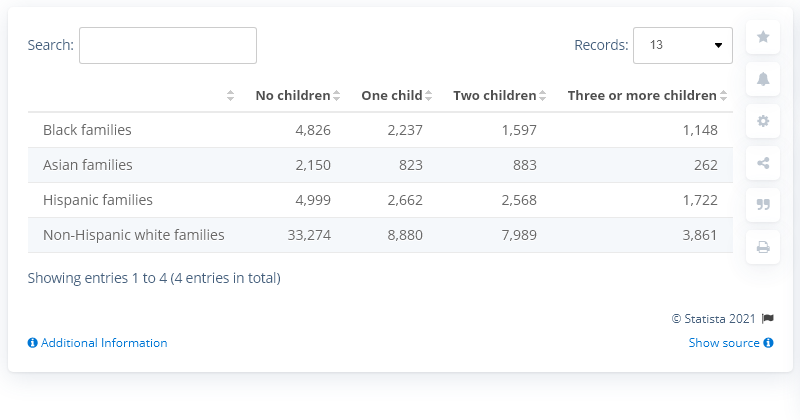 Search: Records: 13
No children One child Two children Three or more children
Black families 4,826 2,237 1,597 1,148
Asian families 2,150 823 883 262
Hispanic families 4,999 2,662 2,568 1,722
Non-Hispanic white families 33,274 8,880 7,989 3,861
Showing entries 1 to 4 (4 entries in total)
© Statista 2021
Additional Information Show source